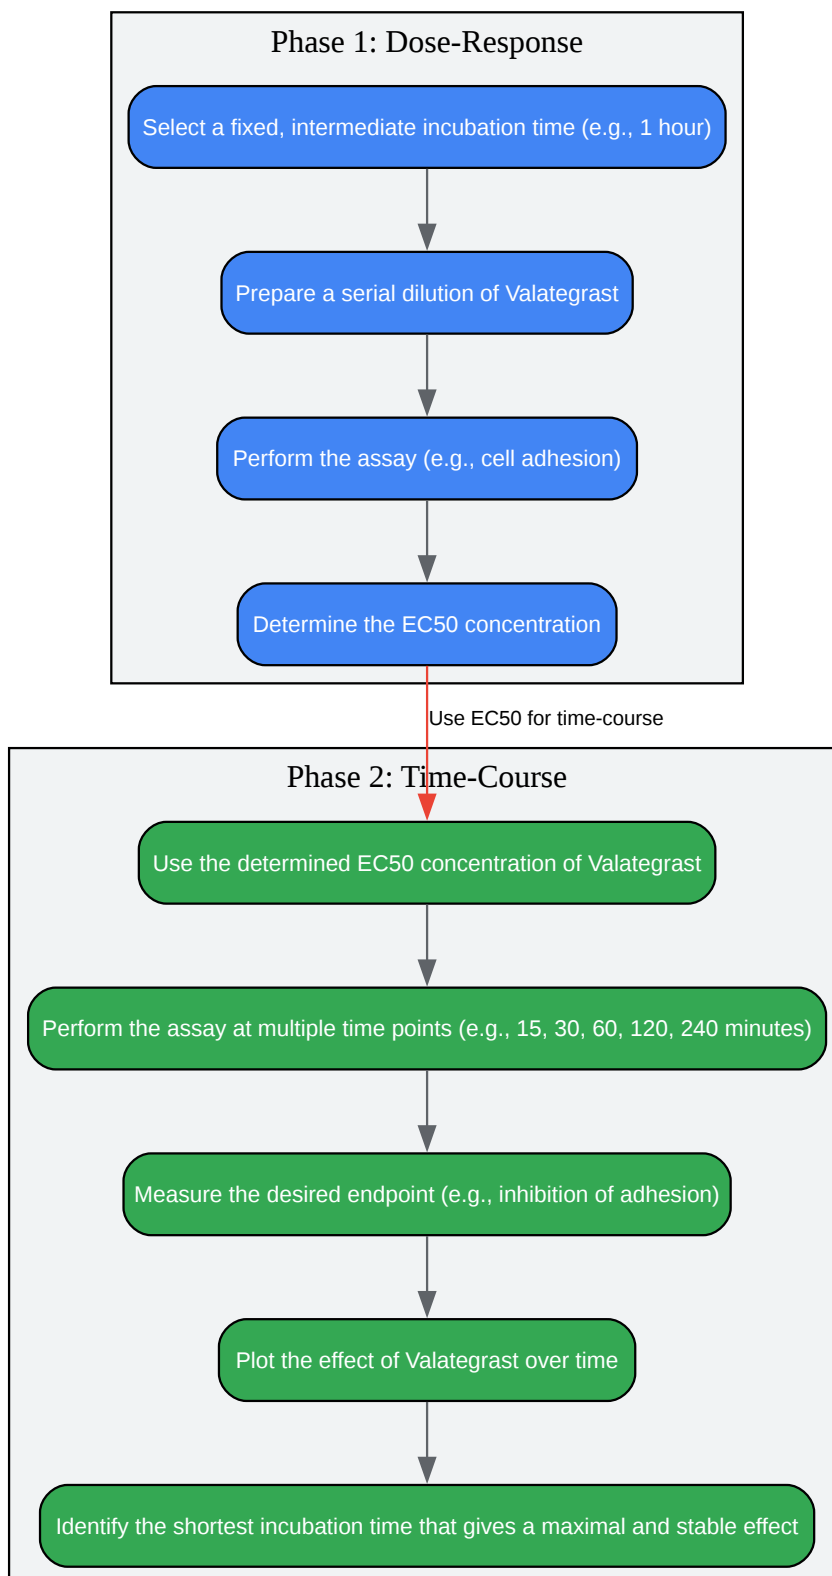 Phase 1: Dose-Response
Select a fixed, intermediate incubation time (e.g., 1 hour)
Prepare a serial dilution of Valategrast
Perform the assay (e.g., cell adhesion)
Determine the EC50 concentration
Use EC50 for time-course
Phase 2: Time-Course
Use the determined EC50 concentration of Valategrast
Perform the assay at multiple time points (e.g., 15, 30, 60, 120, 240 minutes)
Measure the desired endpoint (e.g., inhibition of adhesion)
Plot the effect of Valategrast over time
Identify the shortest incubation time that gives a maximal and stable effect